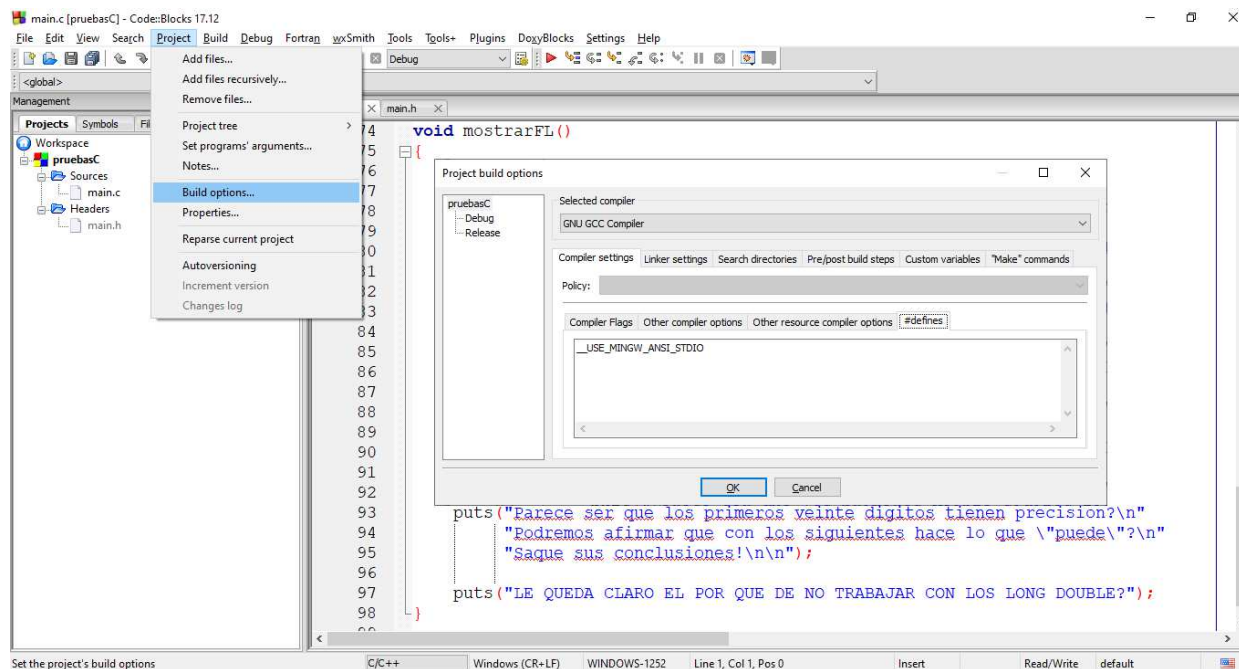 main.c [pruebasC] - Code::Blocks 17.12
File Edit View Search Project Build Debug Fortran wxSmith Tools Tools+ Plugins DoxyBlocks Settings Help
Debug
<global>
Management
Projects Symbols
Workspace
pruebasC
Sources
main.c
Headers
main.h
Add files...
Add files recursively...
Remove files...
Project tree
Set programs' arguments...
Notes...
Build options...
Properties...
Reparse current project
Autoversioning
Increment version
Changes log
main.h
74 void mostrarFL()
75 {
Project build options
pruebasC
Debug
Release
Selected compiler
GNU GCC Compiler
Compiler settings Linker settings Search directories Pre/post build steps Custom variables "Make" commands
Policy:
Compiler Flags Other compiler options Other resource compiler options #defines
__USE_MINGW_ANSI_STDIO
OK Cancel
84
85
86
87
88
89
90
91
92
93 puts("Parece ser que los primeros veinte digitos tienen precision?\n"
94 "Podremos afirmar que con los siguientes hace lo que \"puede\"?\n"
95 "Saque sus conclusiones!\n\n");
96
97 puts("LE QUEDA CLARO EL POR QUE DE NO TRABAJAR CON LOS LONG DOUBLE?");
98 }
Set the project's build options C/C++ Windows (CR+LF) WINDOWS-1252 Line 1, Col 1, Pos 0 Insert Read/Write default